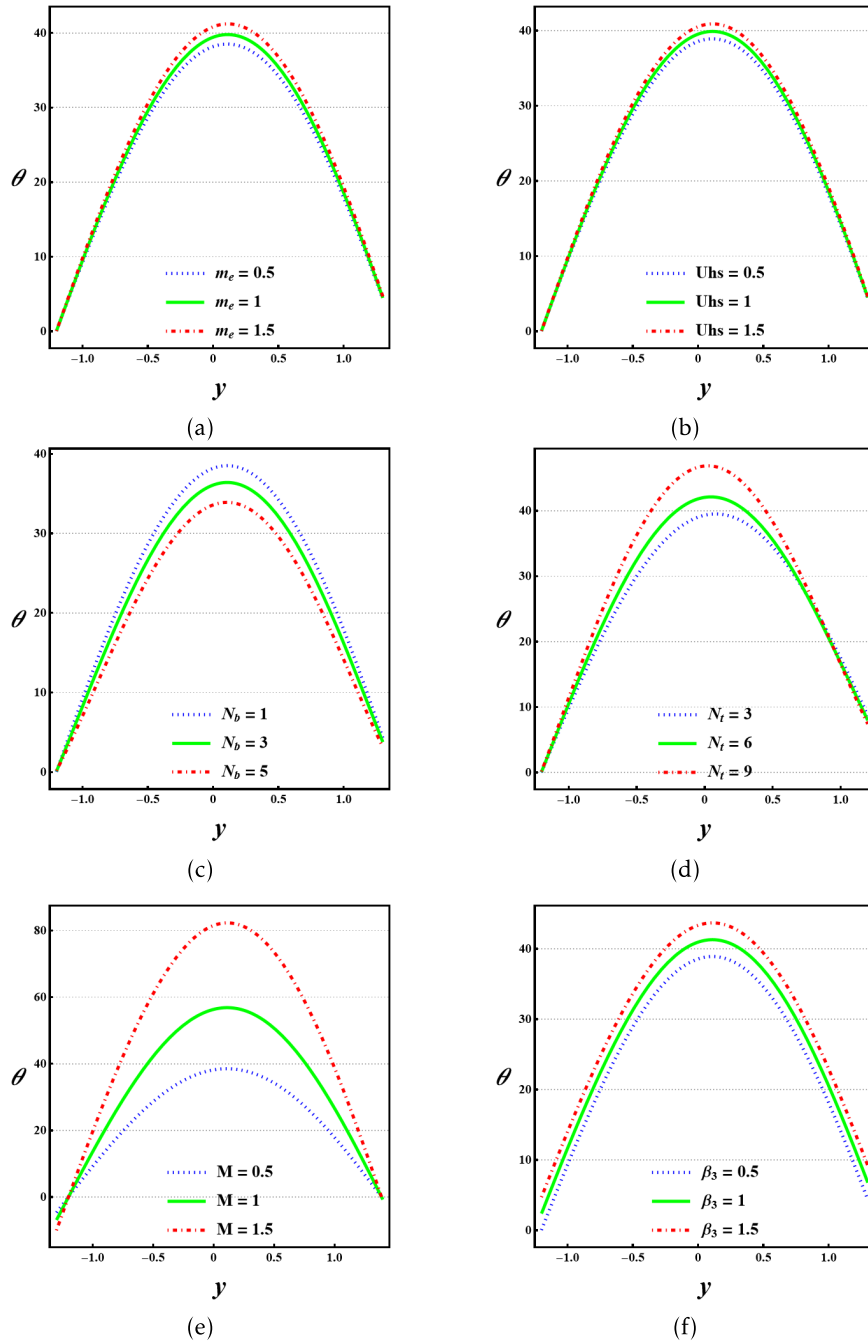 40
30
20
10
0
θ
m_e = 0.5
m_e = 1
m_e = 1.5
−1.0 −0.5 0 0.5 1.0
y
(a)
40
30
20
10
0
θ
Uhs = 0.5
Uhs = 1
Uhs = 1.5
−1.0 −0.5 0 0.5 1.0
y
(b)
40
30
20
10
0
θ
N_b = 1
N_b = 3
N_b = 5
−1.0 −0.5 0 0.5 1.0
y
(c)
40
30
20
10
0
θ
N_t = 3
N_t = 6
N_t = 9
−1.0 −0.5 0 0.5 1.0
y
(d)
80
60
40
20
0
θ
M = 0.5
M = 1
M = 1.5
−1.0 −0.5 0 0.5 1.0
y
(e)
40
30
20
10
0
θ
β₃ = 0.5
β₃ = 1
β₃ = 1.5
−1.0 −0.5 0 0.5 1.0
y
(f)